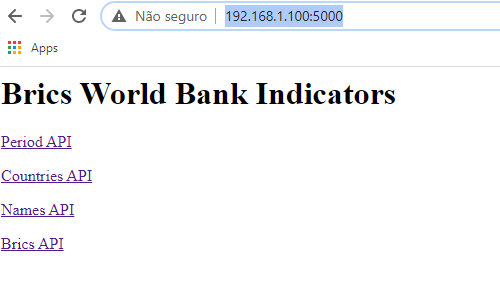 Não seguro | 192.168.1.100:5000
Apps
Brics World Bank Indicators
Period API
Countries API
Names API
Brics API